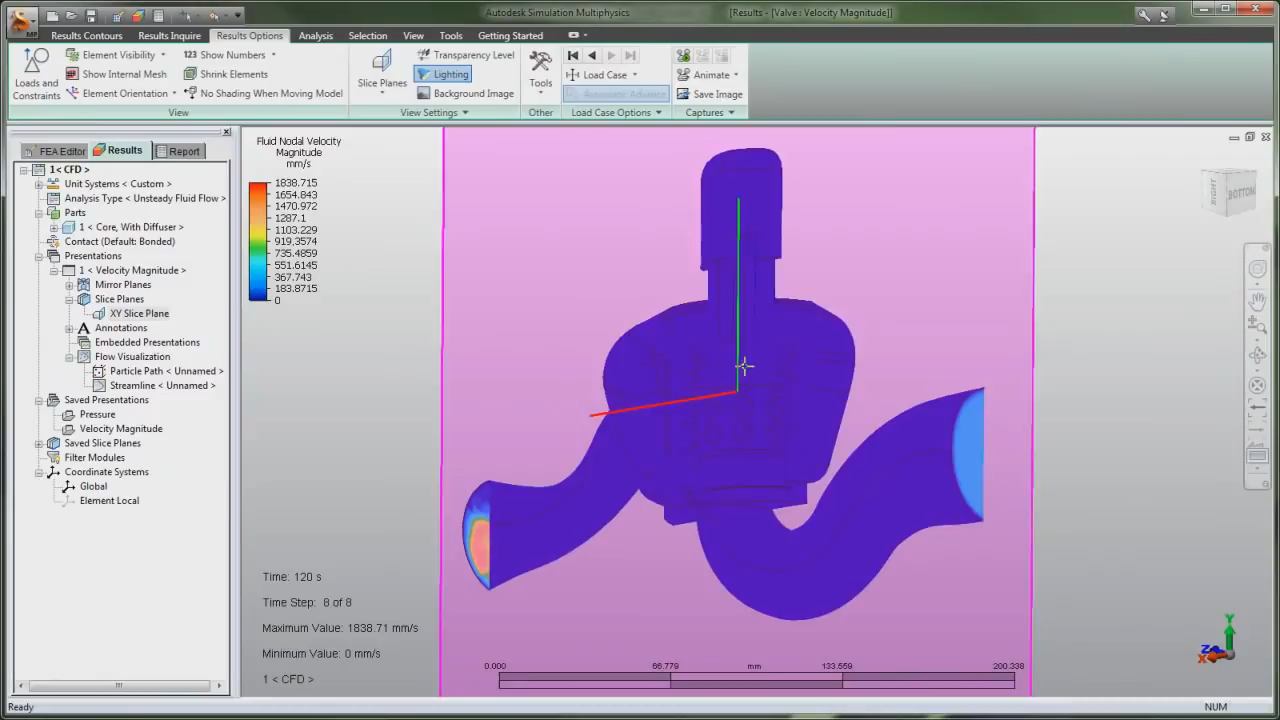 Autodesk Simulation Multiphysics [Results - [Valve : Velocity Magnitude]]
MP
Results Contours Results Inquire Results Options Analysis Selection View Tools Getting Started
Element Visibility 123 Show Numbers Transparency Level
Show Internal Mesh Shrink Elements Lighting Load Case Animate
Loads and Constraints Element Orientation No Shading When Moving Model Slice Planes Background Image Tools Automatic Advance Save Image
View View Settings Other Load Case Options Captures
FEA Editor Results Report
1< CFD >
Unit Systems < Custom >
Analysis Type < Unsteady Fluid Flow >
Parts
1 < Core, With Diffuser >
Contact (Default: Bonded)
Presentations
1 < Velocity Magnitude >
Mirror Planes
Slice Planes
XY Slice Plane
Annotations
Embedded Presentations
Flow Visualization
Particle Path < Unnamed >
Streamline < Unnamed >
Saved Presentations
Pressure
Velocity Magnitude
Saved Slice Planes
Filter Modules
Coordinate Systems
Global
Element Local
Fluid Nodal Velocity
Magnitude
mm/s
1838.715
1654.843
1470.972
1287.1
1103.229
919.3574
735.4859
551.6145
367.743
183.8715
0
RIGHT BOTTOM
Time: 120 s
Time Step: 8 of 8
Maximum Value: 1838.71 mm/s
Minimum Value: 0 mm/s
1 < CFD >
0.000 66.779 mm 133.559 200.338
Y
Z
X
Ready NUM